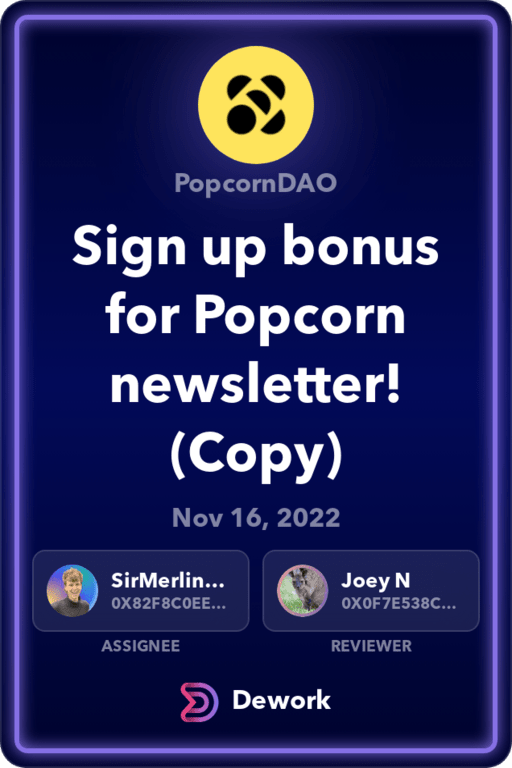 PopcornDAO
Sign up bonus
for Popcorn
newsletter!
(Copy)
Nov 16, 2022
SirMerlin...
0X82F8C0EE...
Joey N
0X0F7E538C...
ASSIGNEE
REVIEWER
Dework